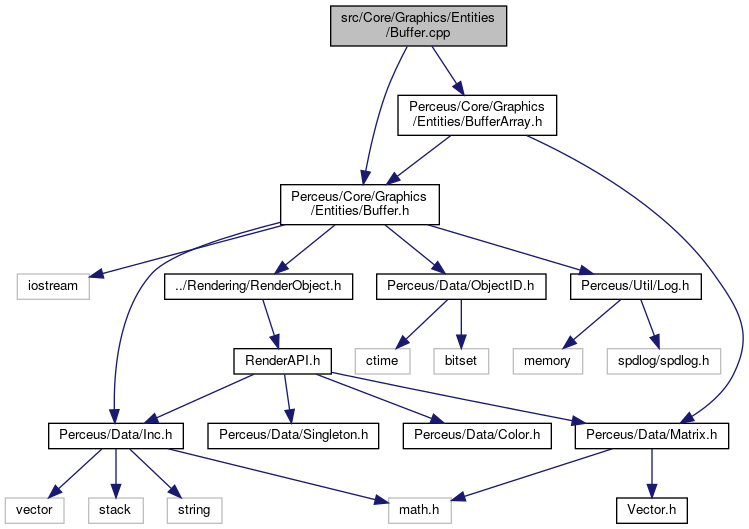 src/Core/Graphics/Entities
/Buffer.cpp
Perceus/Core/Graphics
/Entities/BufferArray.h
Perceus/Core/Graphics
/Entities/Buffer.h
iostream
../Rendering/RenderObject.h
Perceus/Data/ObjectID.h
Perceus/Util/Log.h
RenderAPI.h
ctime
bitset
memory
spdlog/spdlog.h
Perceus/Data/Inc.h
Perceus/Data/Singleton.h
Perceus/Data/Color.h
Perceus/Data/Matrix.h
vector
stack
string
math.h
Vector.h